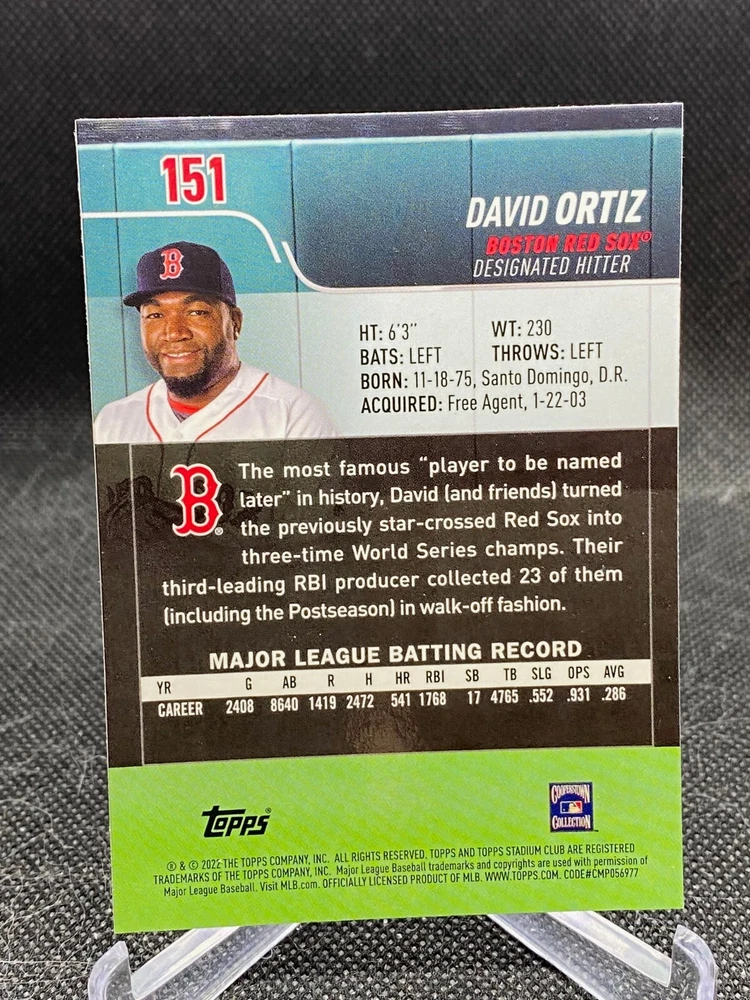 151
DAVID ORTIZ
BOSTON RED SOX®
DESIGNATED HITTER
B
HT: 6'3" WT: 230
BATS: LEFT THROWS: LEFT
BORN: 11-18-75, Santo Domingo, D.R.
ACQUIRED: Free Agent, 1-22-03
B®
The most famous "player to be named
later" in history, David (and friends) turned
the previously star-crossed Red Sox into
three-time World Series champs. Their
third-leading RBI producer collected 23 of them
(including the Postseason) in walk-off fashion.
MAJOR LEAGUE BATTING RECORD
YR G AB R H HR RBI SB TB SLG OPS AVG
CAREER 2408 8640 1419 2472 541 1768 17 4765 .552 .931 .286
topps®
COOPERSTOWN
COLLECTION
® & © 2022 THE TOPPS COMPANY, INC. ALL RIGHTS RESERVED. TOPPS AND TOPPS STADIUM CLUB ARE REGISTERED
TRADEMARKS OF THE TOPPS COMPANY, INC. Major League Baseball trademarks and copyrights are used with permission of
Major League Baseball. Visit MLB.com. OFFICIALLY LICENSED PRODUCT OF MLB. WWW.TOPPS.COM. CODE#CMP056977